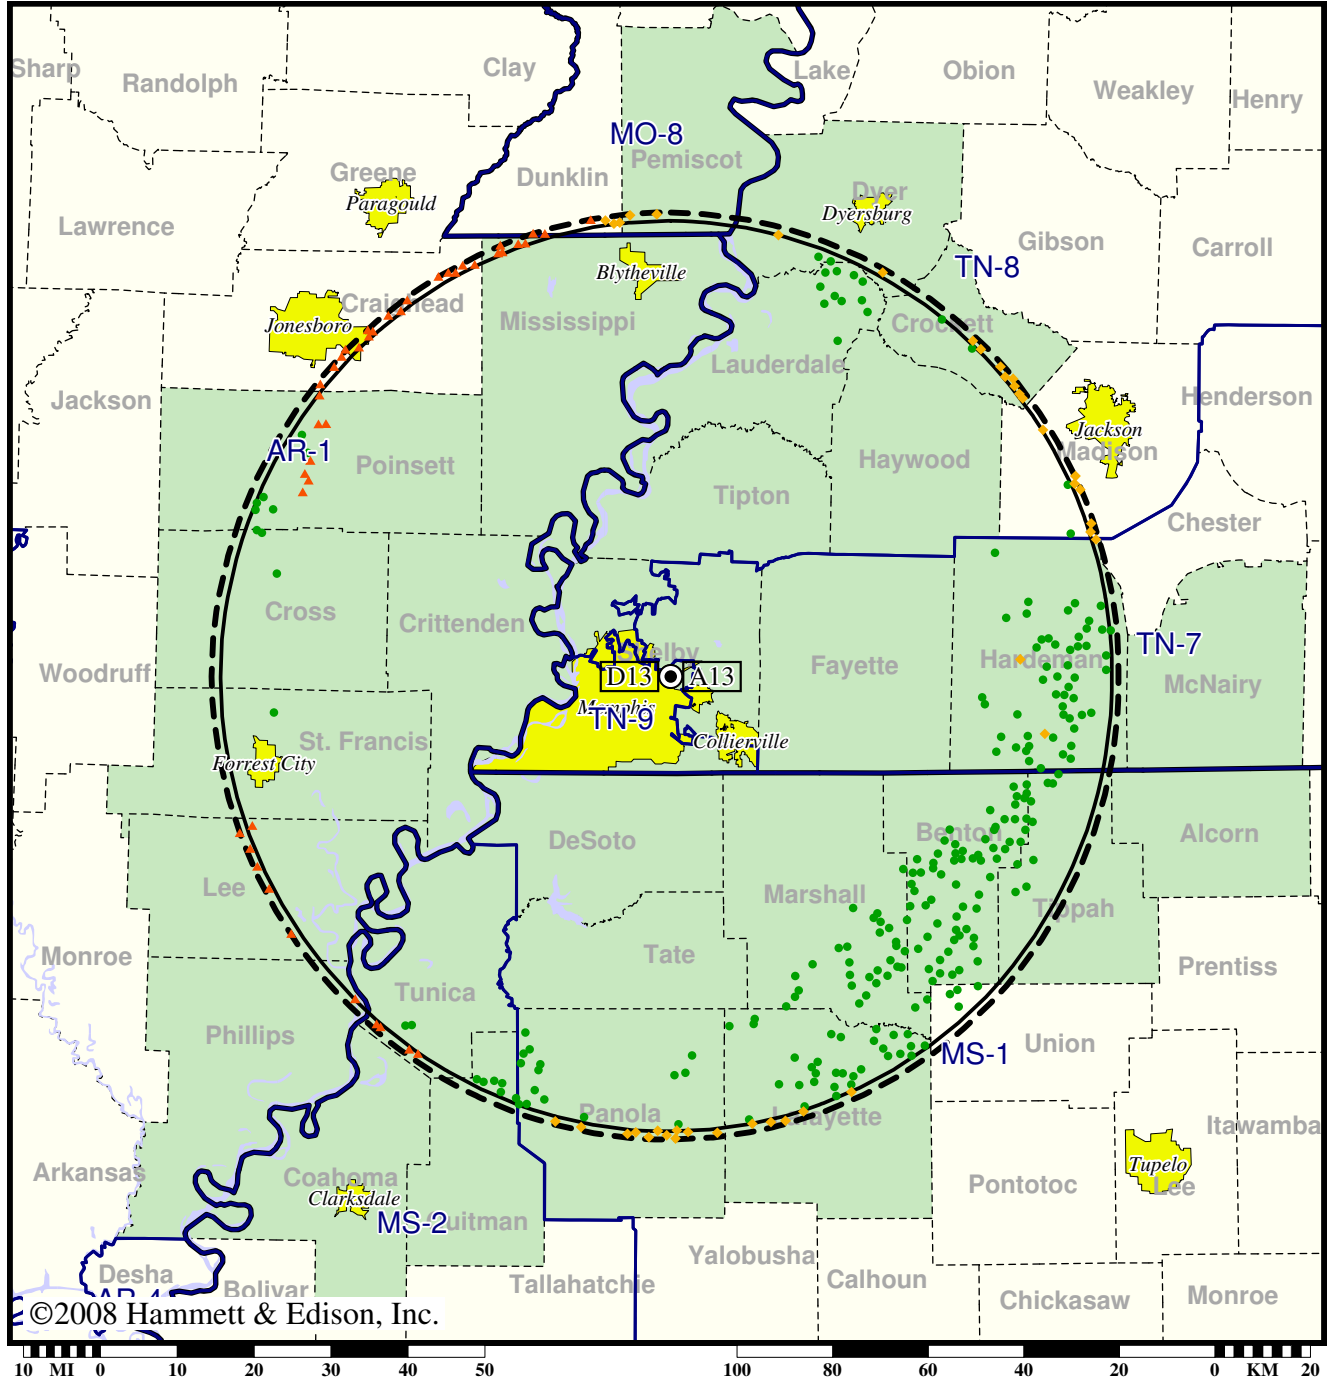 Sharp
Randolph
Clay
Lake
Obion
Weakley
Henry
MO-8
Pemiscot
Greene
Paragould
Dunklin
Dyer
Dyersburg
Lawrence
Gibson
Carroll
TN-8
Blytheville
Craighead
Jonesboro
Mississippi
Crockett
Lauderdale
Jackson
Henderson
Jackson
Madison
AR-1
Poinsett
Haywood
Tipton
Chester
Cross
Crittenden
Shelby
Fayette
Hardeman
TN-7
McNairy
Woodruff
D13
A13
Memphis
TN-9
Collierville
St. Francis
Forrest City
DeSoto
Benton
Alcorn
Lee
Marshall
Tippah
Monroe
Tate
Prentiss
Tunica
Phillips
Union
MS-1
Panola
Lafayette
Itawamba
Arkansas
Coahoma
Clarksdale
Pontotoc
Tupelo
Lee
MS-2
Quitman
Yalobusha
Desha
Bolivar
Tallahatchie
Calhoun
AR-4
Chickasaw
Monroe
©2008 Hammett & Edison, Inc.
10 MI 0 10 20 30 40 50 100 80 60 40 20 0 KM 20